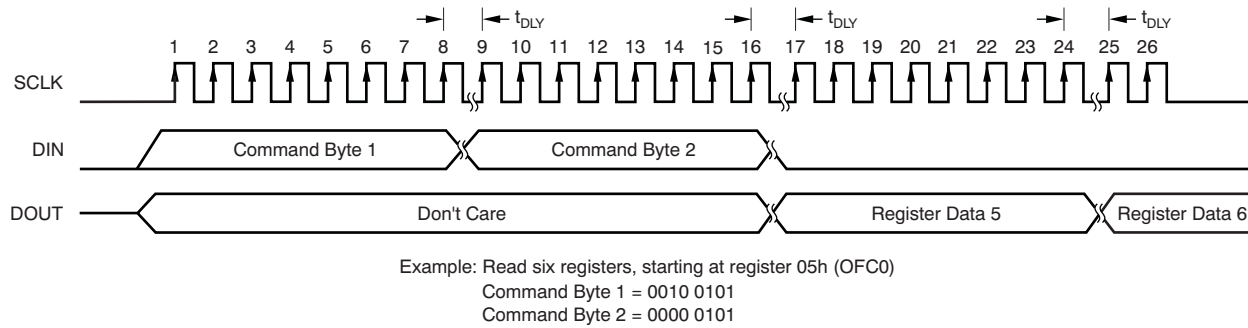 t_DLY t_DLY t_DLY
1 2 3 4 5 6 7 8 9 10 11 12 13 14 15 16 17 18 19 20 21 22 23 24 25 26
SCLK
DIN Command Byte 1 Command Byte 2
DOUT Don't Care Register Data 5 Register Data 6
Example: Read six registers, starting at register 05h (OFC0)
Command Byte 1 = 0010 0101
Command Byte 2 = 0000 0101